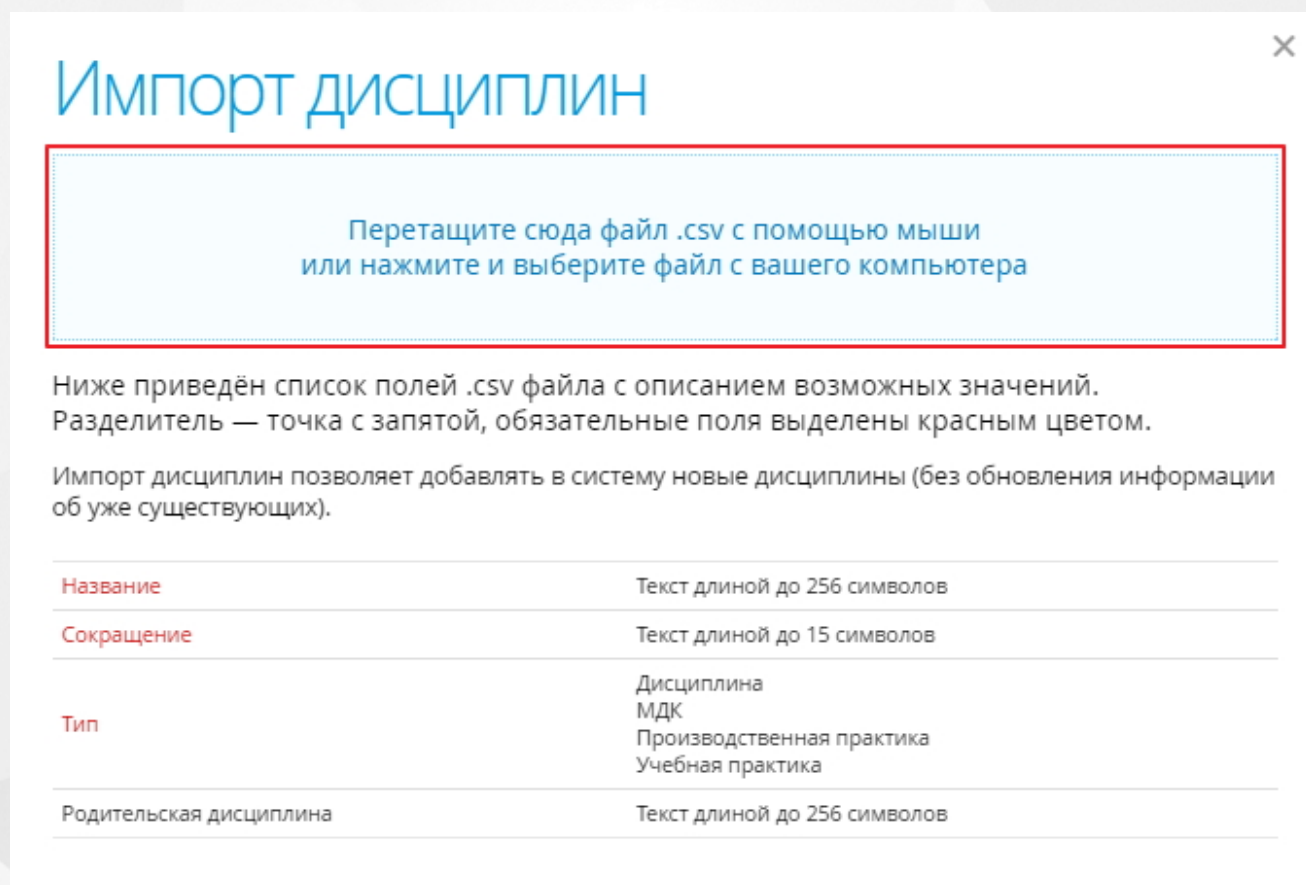 Импорт дисциплин
Перетащите сюда файл .csv с помощью мыши
или нажмите и выберите файл с вашего компьютера
Ниже приведён список полей .csv файла с описанием возможных значений.
Разделитель — точка с запятой, обязательные поля выделены красным цветом.
Импорт дисциплин позволяет добавлять в систему новые дисциплины (без обновления информации
об уже существующих).
Название Текст длиной до 256 символов
Сокращение Текст длиной до 15 символов
Тип
Дисциплина
МДК
Производственная практика
Учебная практика
Родительская дисциплина Текст длиной до 256 символов